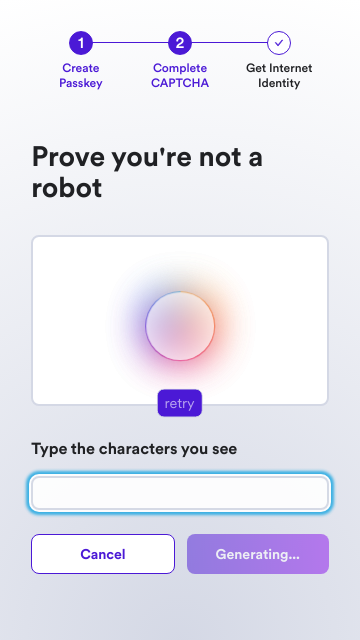 1
2
Create
Passkey
Complete
CAPTCHA
Get Internet
Identity
Prove you're not a
robot
retry
Type the characters you see
Cancel
Generating...